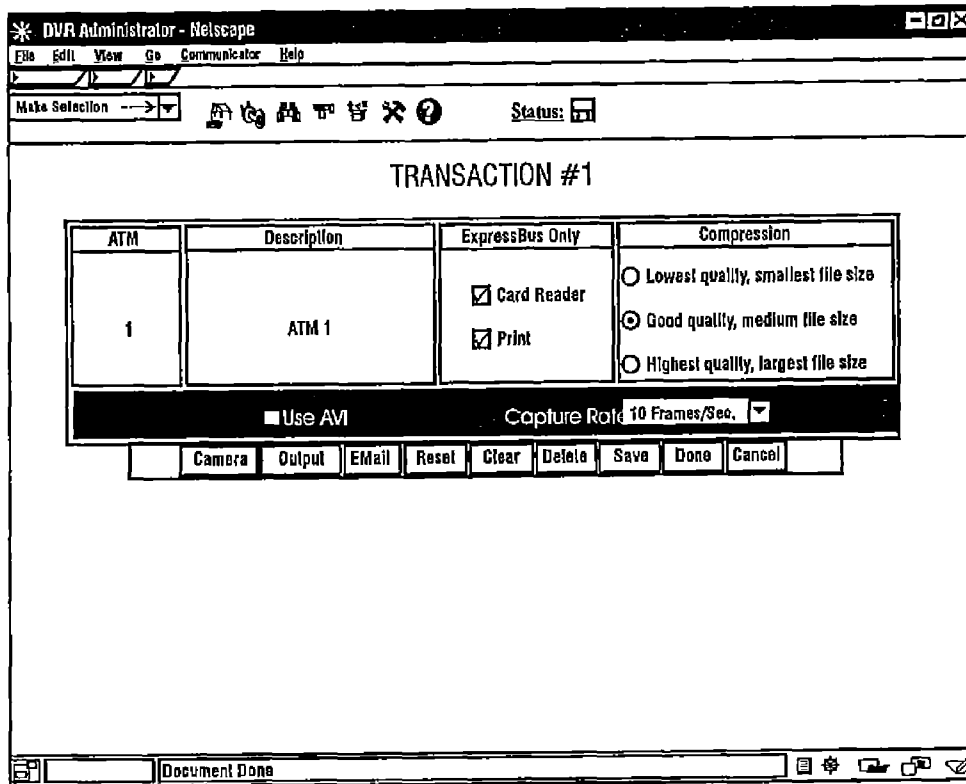 DVR Administrator - Netscape
File Edit View Go Communicator Help
Make Selection
Status:
TRANSACTION #1
ATM Description ExpressBus Only Compression
1 ATM 1
Card Reader
Print
Lowest quality, smallest file size
Good quality, medium file size
Highest quality, largest file size
Use AVI Capture Rate 10 Frames/Sec.
Camera Output EMail Reset Clear Delete Save Done Cancel
Document Done